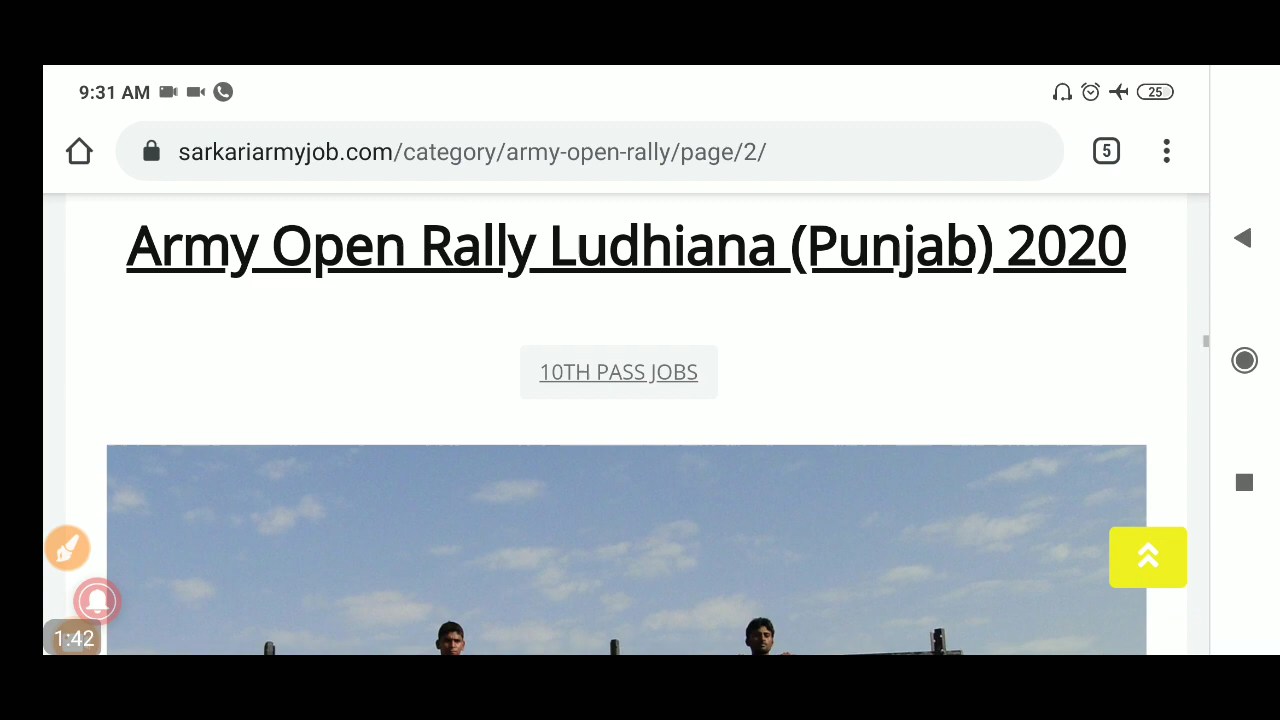 9:31 AM
25
sarkariarmyjob.com/category/army-open-rally/page/2/
5
Army Open Rally Ludhiana (Punjab) 2020
10TH PASS JOBS
1:42